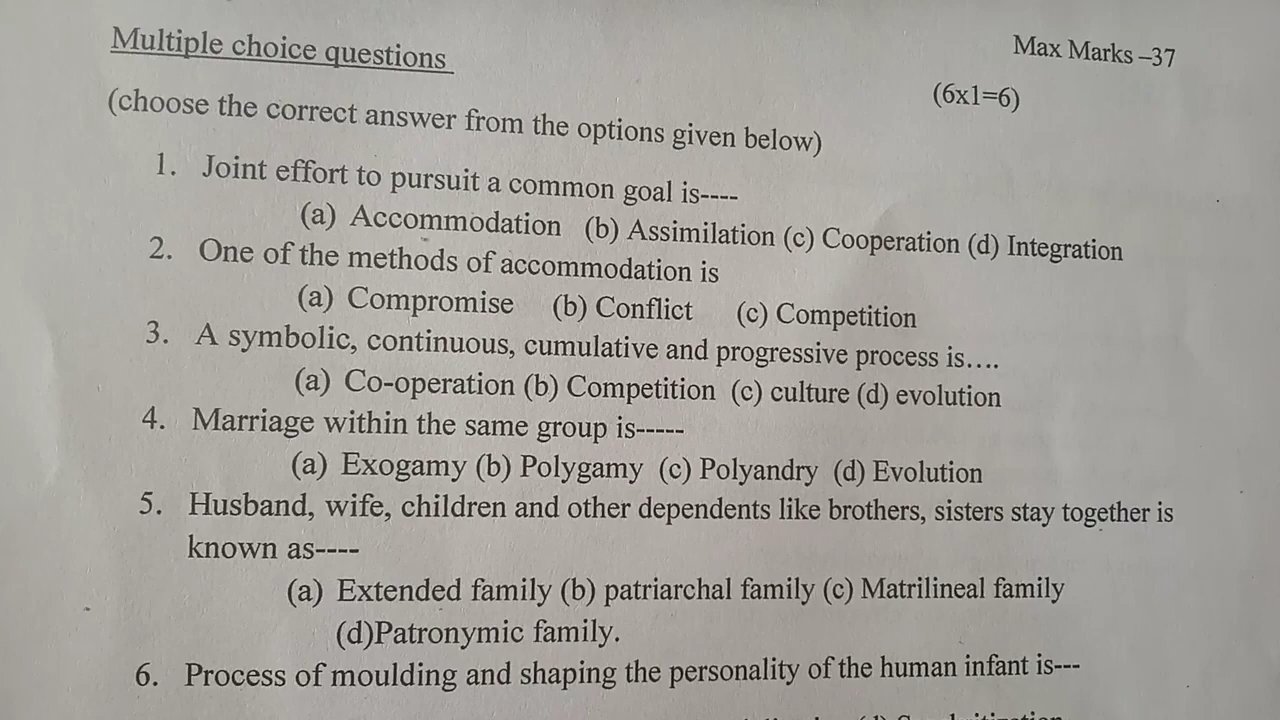 Multiple choice questions
Max Marks –37
(6x1=6)
(choose the correct answer from the options given below)
1. Joint effort to pursuit a common goal is----
(a) Accommodation (b) Assimilation (c) Cooperation (d) Integration
2. One of the methods of accommodation is
(a) Compromise (b) Conflict (c) Competition
3. A symbolic, continuous, cumulative and progressive process is....
(a) Co-operation (b) Competition (c) culture (d) evolution
4. Marriage within the same group is-----
(a) Exogamy (b) Polygamy (c) Polyandry (d) Evolution
5. Husband, wife, children and other dependents like brothers, sisters stay together is
known as----
(a) Extended family (b) patriarchal family (c) Matrilineal family
(d)Patronymic family.
6. Process of moulding and shaping the personality of the human infant is---